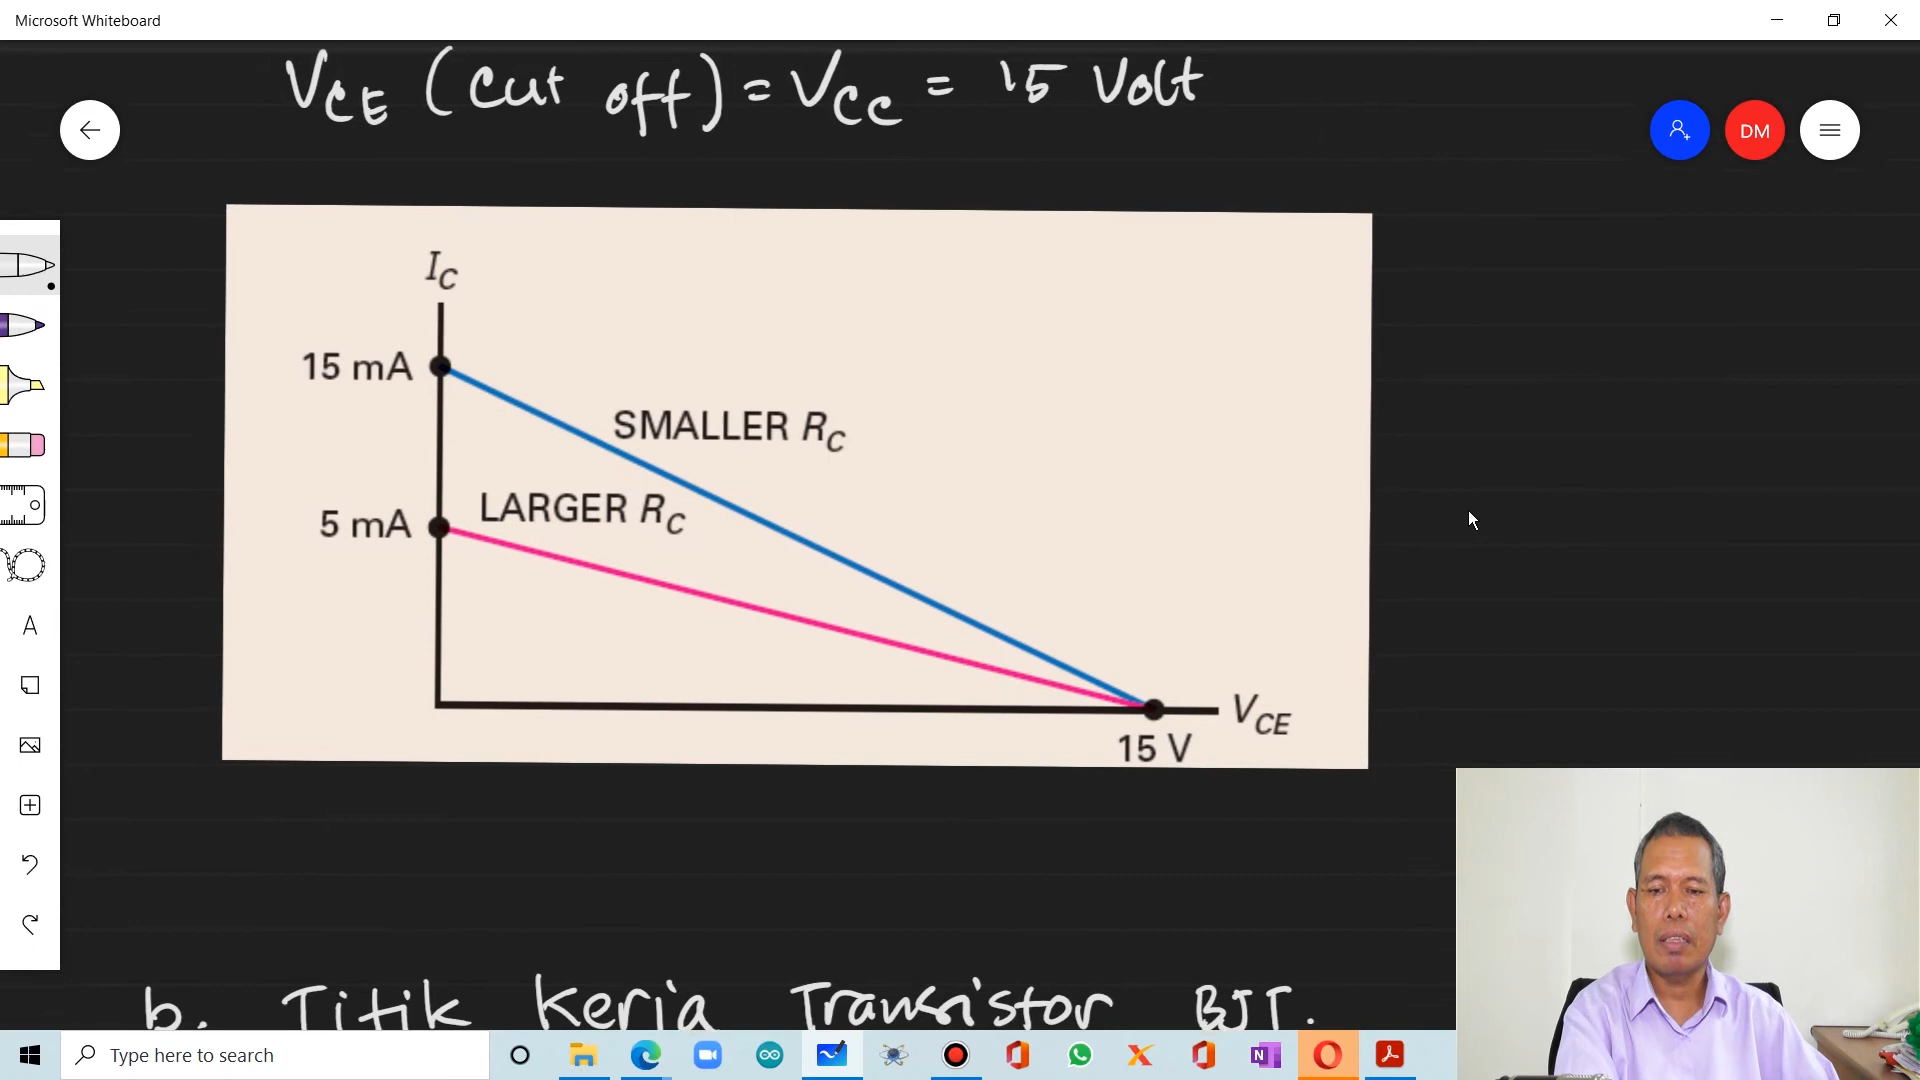 Microsoft Whiteboard
VCE (cut off) = VCC = 15 Volt
DM
IC
15 mA
SMALLER RC
LARGER RC
5 mA
VCE
15 V
b. Titik Kerja Transistor BJT.
Type here to search